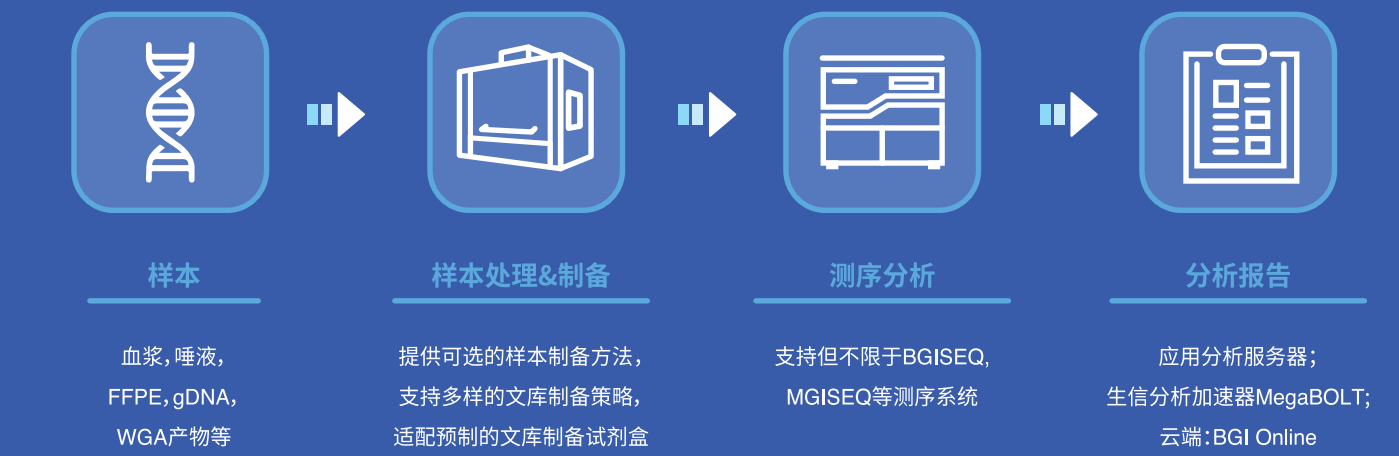 样本
血浆，唾液，
FFPE，gDNA，
WGA产物等
样本处理&制备
提供可选的样本制备方法，
支持多样的文库制备策略，
适配预制的文库制备试剂盒
测序分析
支持但不限于BGISEQ,
MGISEQ等测序系统
分析报告
应用分析服务器；
生信分析加速器MegaBOLT;
云端：BGI Online